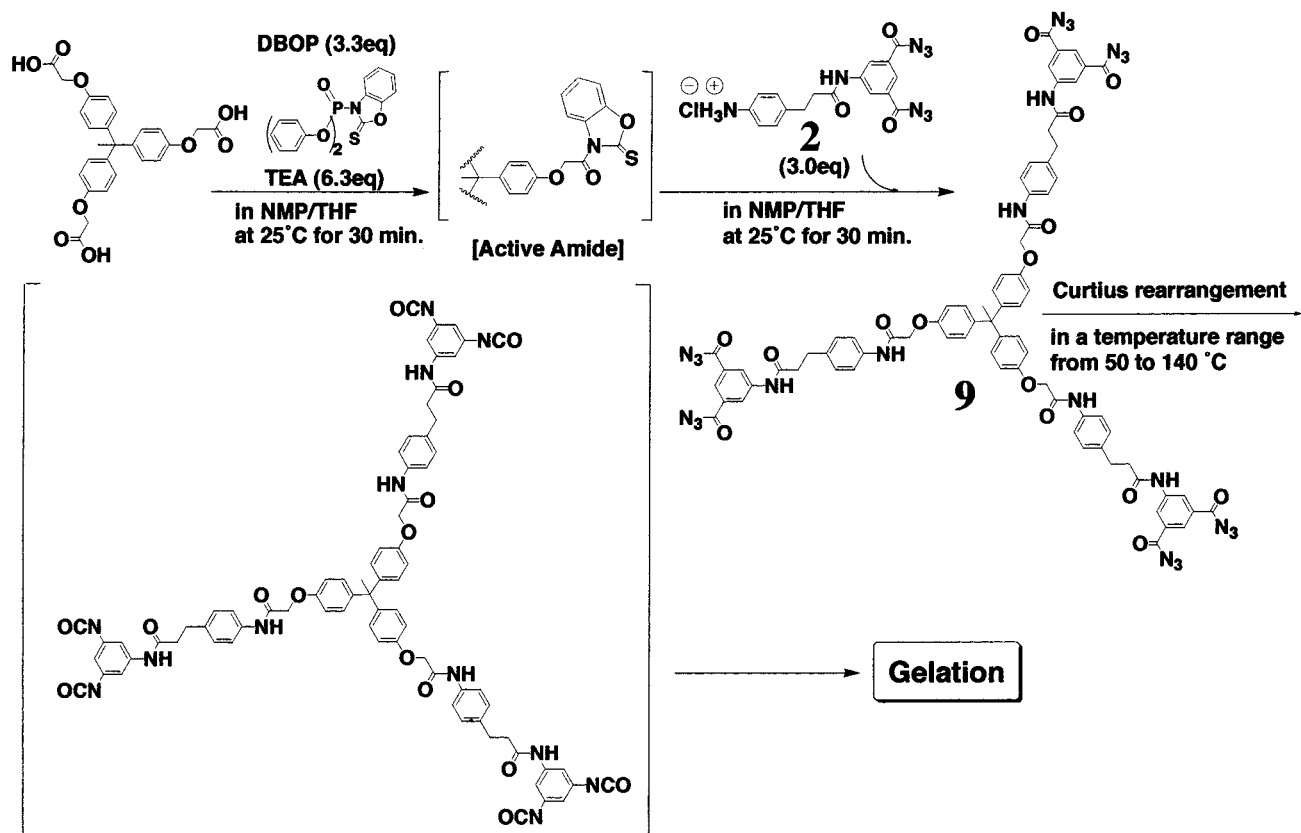 DBOP (3.3eq)
O
P-N
O
S
O
2
TEA (6.3eq)
in NMP/THF
at 25°C for 30 min.
O
HO
O
OH
O
O
O
O
O
OH
O
N
S
O
O
[Active Amide]
⊖ ⊕
ClH₃N
HN
O
O
N₃
N₃
O
2
(3.0eq)
in NMP/THF
at 25°C for 30 min.
O
N₃
N₃
O
HN
O
HN
O
O
O
N₃
O
NH
N₃
O
O
NH
O
9
O
O
NH
O
NH
O
N₃
O
N₃
Curtius rearrangement
in a temperature range
from 50 to 140 °C
OCN
NCO
HN
O
HN
O
O
OCN
O
NH
OCN
O
NH
O
O
O
NH
O
NH
NCO
OCN
Gelation